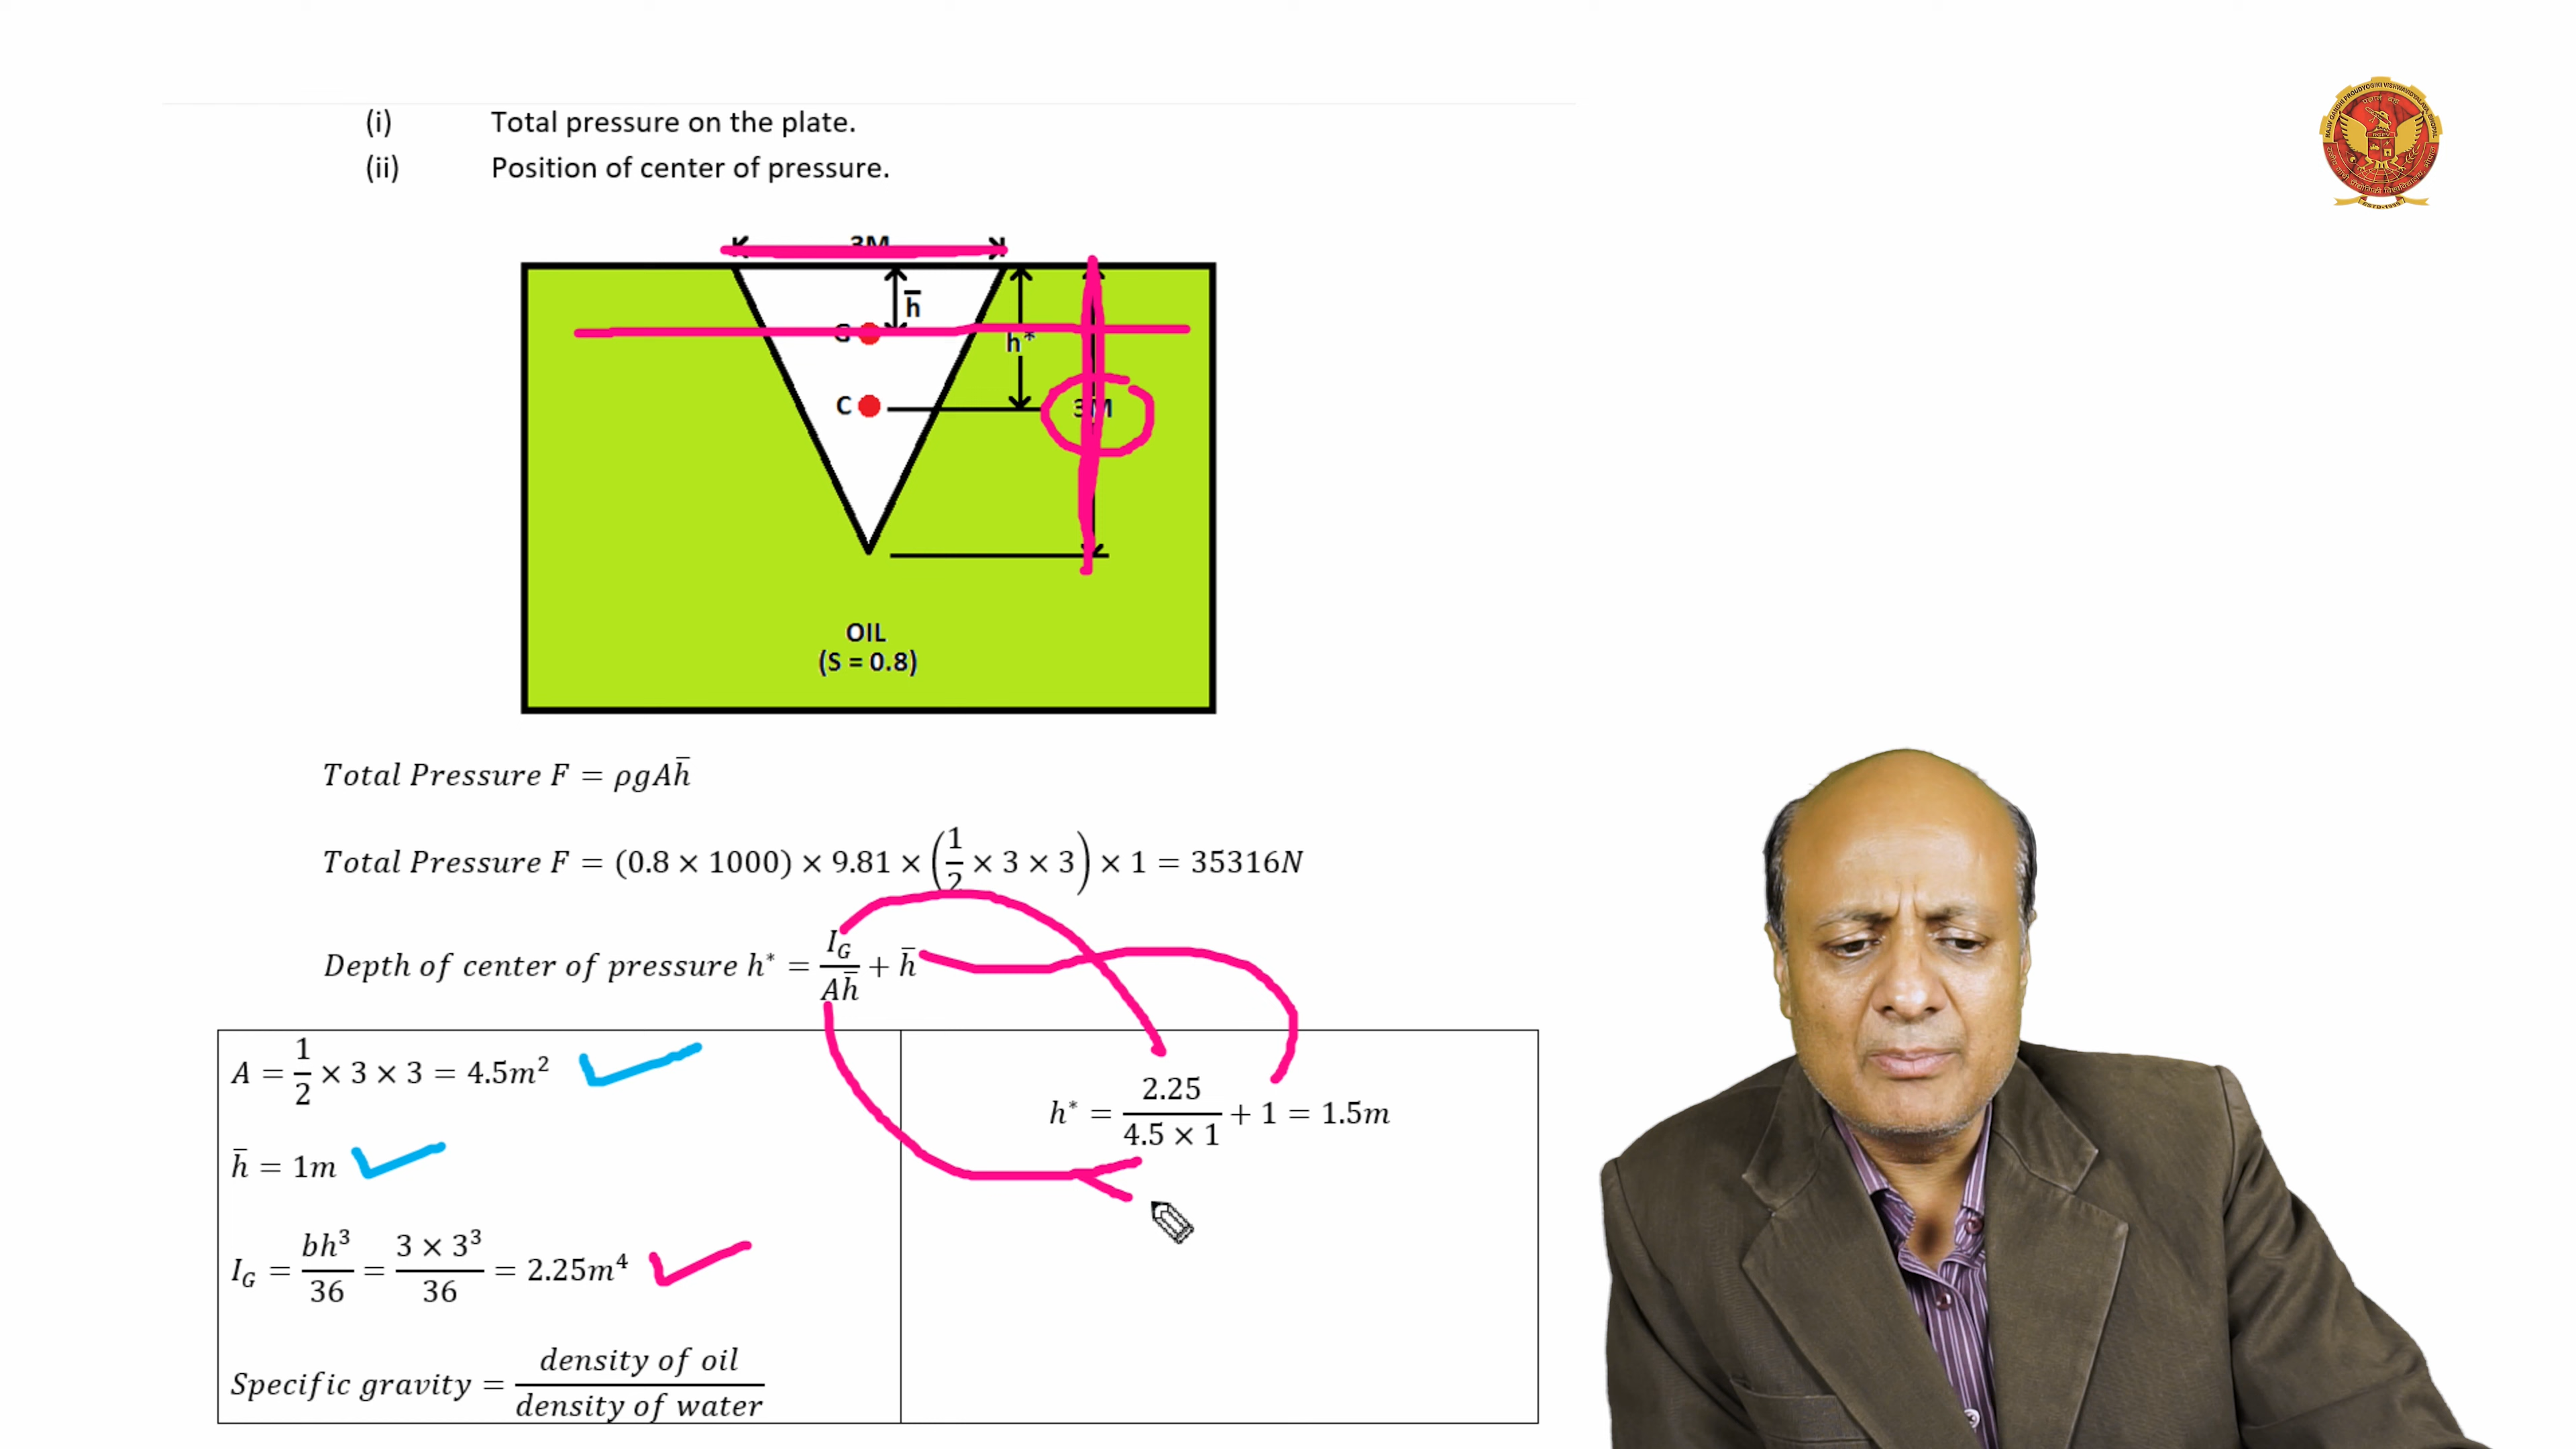 (i) Total pressure on the plate.
(ii) Position of center of pressure.
3M
h̄
G
h*
C
3M
OIL
(S = 0.8)
Total Pressure F = ρgAh̄
Total Pressure F = (0.8 × 1000) × 9.81 × (1/2 × 3 × 3) × 1 = 35316N
Depth of center of pressure h* = I_G/Ah̄ + h̄
A = 1/2 × 3 × 3 = 4.5m²
h̄ = 1m
I_G = bh³/36 = 3 × 3³/36 = 2.25m⁴
Specific gravity = density of oil/density of water
h* = 2.25/4.5 × 1 + 1 = 1.5m